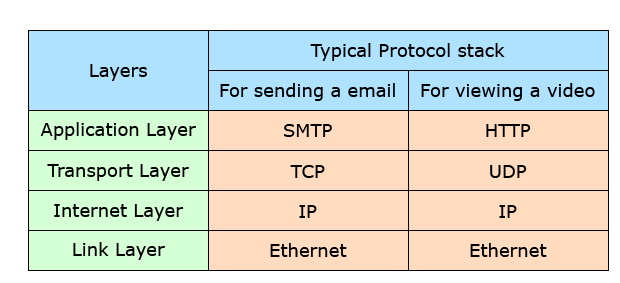 Layers
Typical Protocol stack
For sending a email
For viewing a video
Application Layer
SMTP
HTTP
Transport Layer
TCP
UDP
Internet Layer
IP
IP
Link Layer
Ethernet
Ethernet